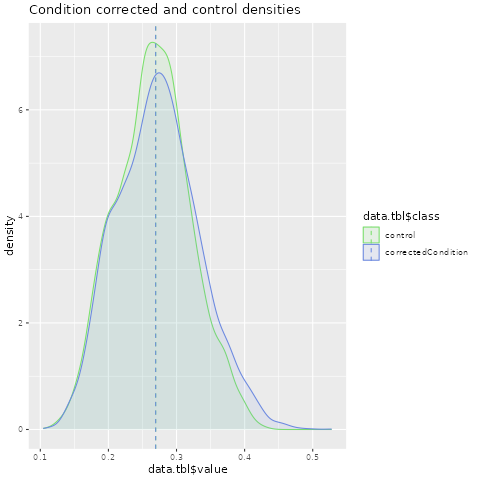 Condition corrected and control densities
density
6
4
2
0
0.1 0.2 0.3 0.4 0.5
data.tbl$value
data.tbl$class
control
correctedCondition